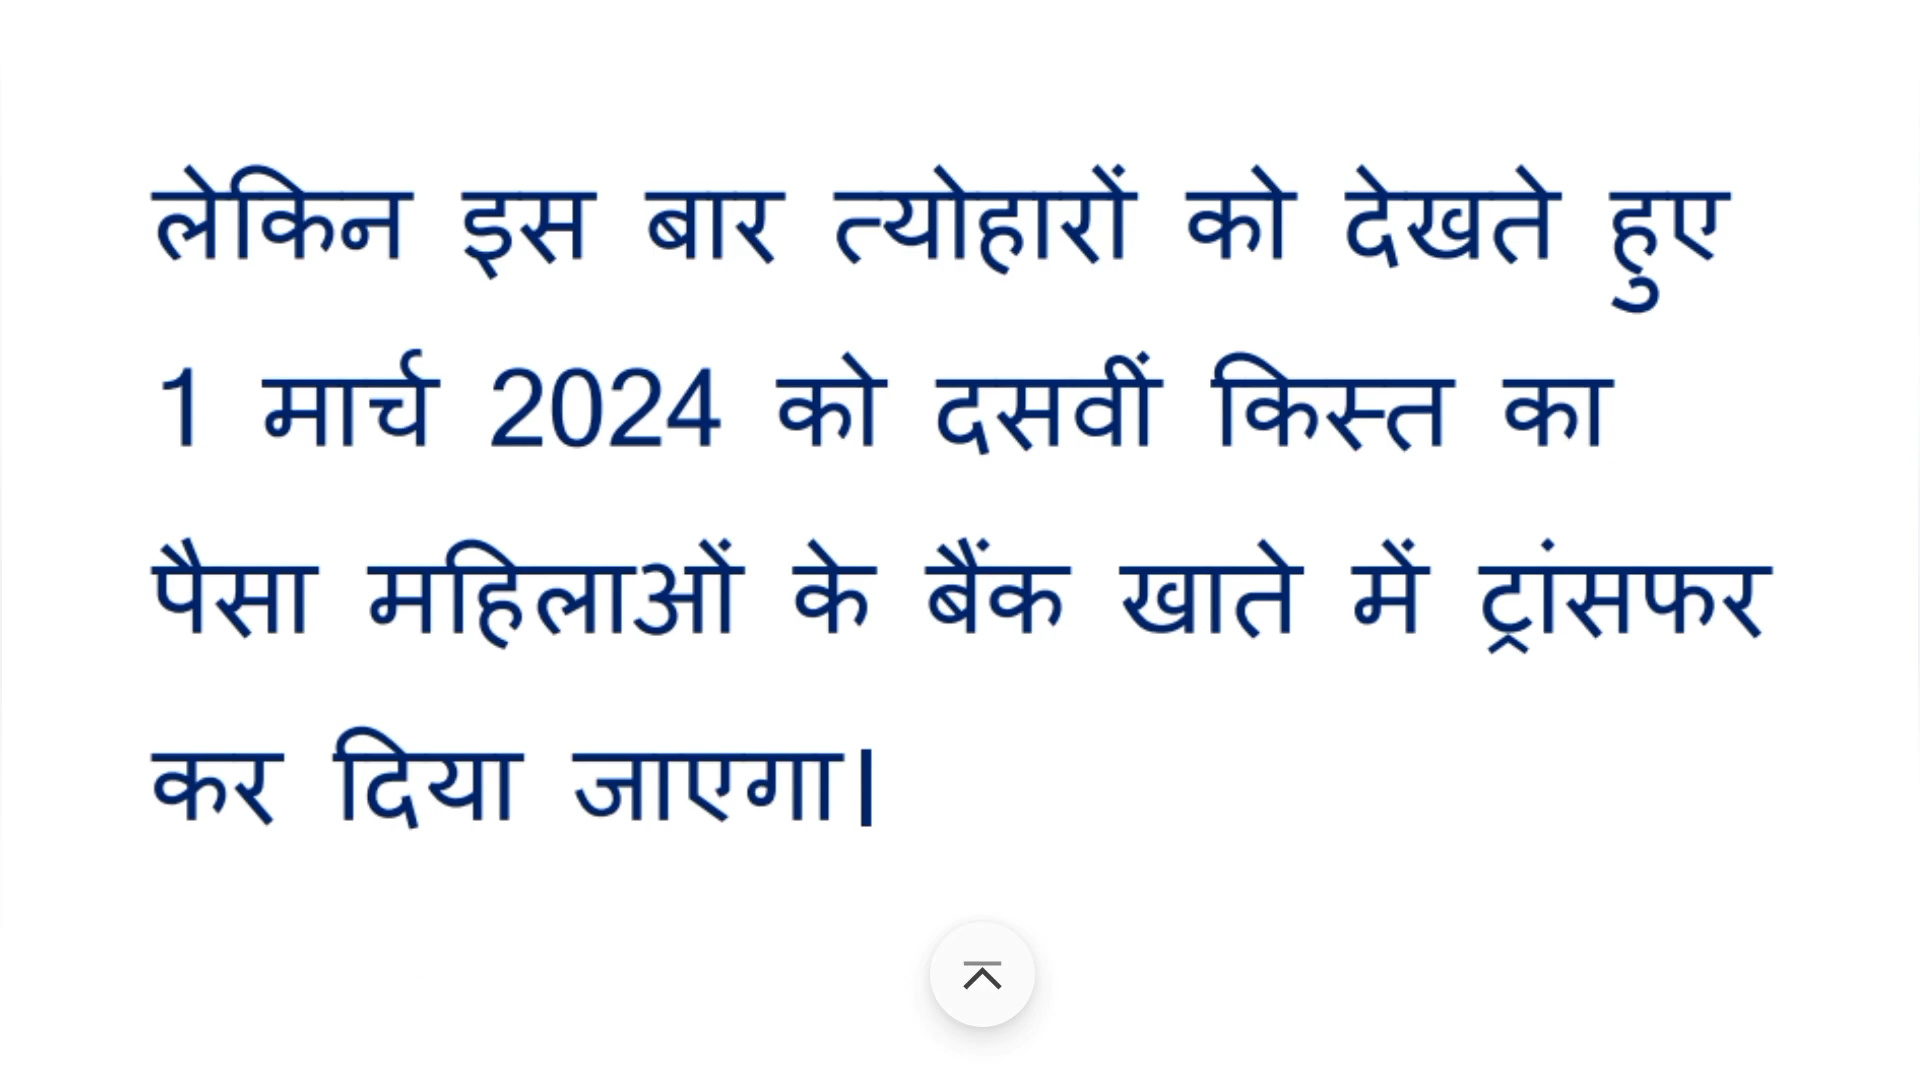 लेकिन इस बार त्योहारों को देखते हुए
1 मार्च 2024 को दसवीं किस्त का
पैसा महिलाओं के बैंक खाते में ट्रांसफर
कर दिया जाएगा|